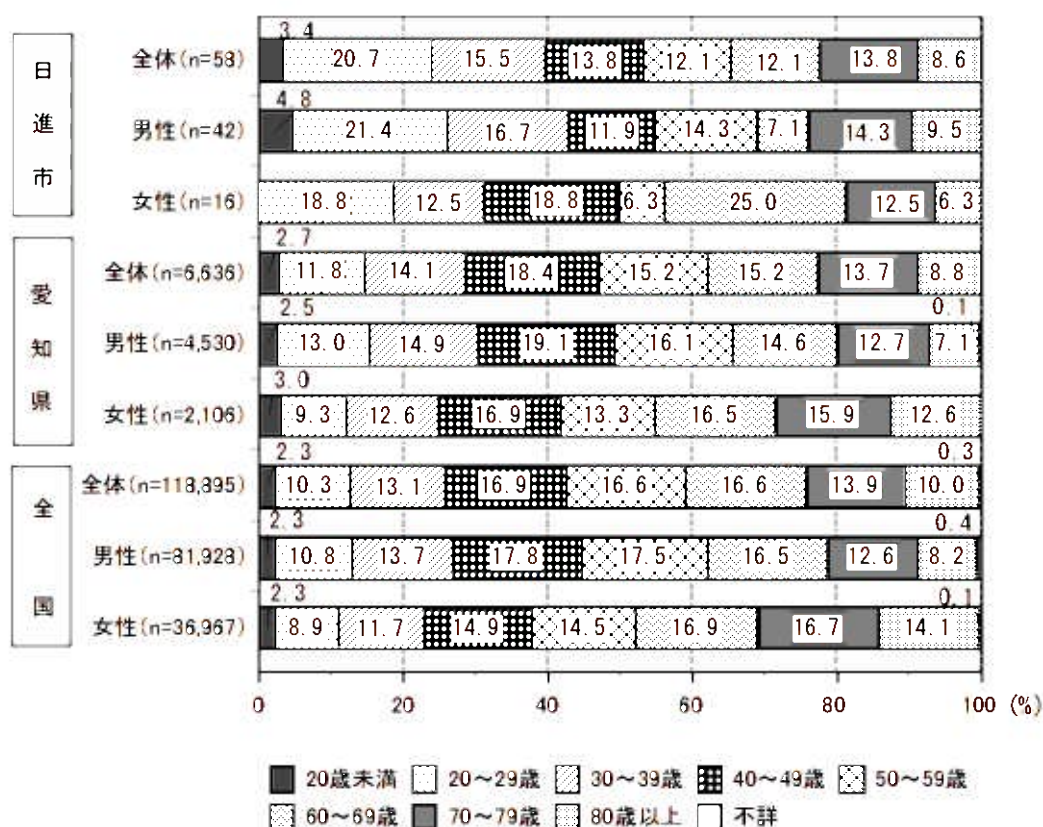 日進市
3.4
全体(n=58) 20.7 15.5 13.8 12.1 12.1 13.8 8.6
4.8
男性(n=42) 21.4 16.7 11.9 14.3 7.1 14.3 9.5
女性(n=16) 18.8 12.5 18.8 6.3 25.0 12.5 6.3
愛知県
2.7
全体(n=6,636) 11.8 14.1 18.4 15.2 15.2 13.7 8.8
2.5 0.1
男性(n=4,530) 13.0 14.9 19.1 16.1 14.6 12.7 7.1
3.0
女性(n=2,106) 9.3 12.6 16.9 13.3 16.5 15.9 12.6
全国
2.3 0.3
全体(n=118,895) 10.3 13.1 16.9 16.6 16.6 13.9 10.0
2.3 0.4
男性(n=81,928) 10.8 13.7 17.8 17.5 16.5 12.6 8.2
2.3 0.1
女性(n=36,967) 8.9 11.7 14.9 14.5 16.9 16.7 14.1
0 20 40 60 80 100 (%)
20歳未満 20~29歳 30~39歳 40~49歳 50~59歳
60~69歳 70~79歳 80歳以上 不詳